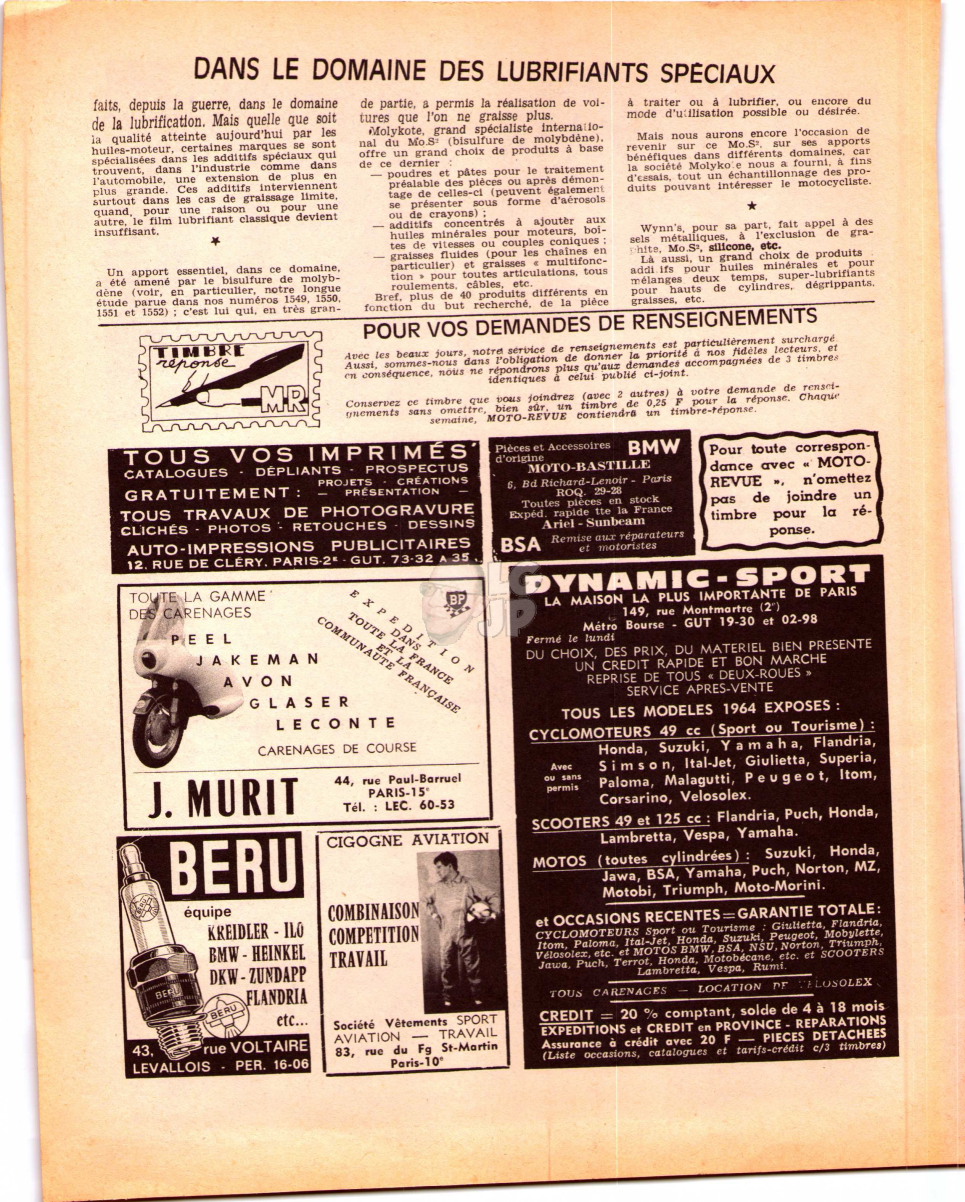 DANS LE DOMAINE DES LUBRIFIANTS SPECIAUX
faits, depuis la guerre, dans le domaine
de la lubrification. Mais quelle que soit
la qualité atteinte aujourd'hui par les
huiles-moteur, certaines marques se sont
spécialisées dans les additifs spéciaux qui
trouvent, dans l'industrie comme dans
l'automobile, une extension de plus en
plus grande. Ces additifs interviennent
surtout dans les cas de graissage limite,
quand, pour une raison ou pour une
autre, le film lubrifiant classique devient
insuffisant.
★
Un apport essentiel, dans ce domaine,
a été amené par le bisulfure de molyb-
dène (voir, en particulier, notre longue
étude parue dans nos numéros 1549, 1550,
1551 et 1552) ; c'est lui qui, en très gran-
de partie, a permis la réalisation de voi-
tures que l'on ne graisse plus.
Molykote, grand spécialiste internatio-
nal du Mo.S² (bisulfure de molybdène),
offre un grand choix de produits à base
de ce dernier :
— poudres et pâtes pour le traitement
préalable des pièces ou après démon-
tage de celles-ci (peuvent également
se présenter sous forme d'aérosols
ou de crayons) ;
— additifs concentrés à ajouter aux
huiles minérales pour moteurs, boî-
tes de vitesses ou couples coniques ;
— graisses fluides (pour les chaînes en
particulier) et graisses « multifonc-
tion » pour toutes articulations, tous
roulements, câbles, etc.
Bref, plus de 40 produits différents en
fonction du but recherché, de la pièce
à traiter ou à lubrifier, ou encore du
mode d'utilisation possible ou désirée.
Mais nous aurons encore l'occasion de
revenir sur ce Mo.S², sur ses apports
bénéfiques dans différents domaines, car
la société Molykote nous a fourni, à fins
d'essais, tout un échantillonnage des pro-
duits pouvant intéresser le motocycliste.
★
Wynn's, pour sa part, fait appel à des
sels métalliques, à l'exclusion de gra-
phite, Mo.S², silicone, etc.
Là aussi, un grand choix de produits :
additifs pour huiles minérales et pour
mélanges deux temps, super-lubrifiants
pour hauts de cylindres, dégrippants,
graisses, etc.
POUR VOS DEMANDES DE RENSEIGNEMENTS
TIMBRE
réponse
MR
Avec les beaux jours, notre service de renseignements est particulièrement surchargé.
Aussi, sommes-nous dans l'obligation de donner la priorité à nos fidèles lecteurs, et
en conséquence, nous ne répondrons plus qu'aux demandes accompagnées de 3 timbres
identiques à celui publié ci-joint.
Conservez ce timbre que vous joindrez (avec 2 autres) à votre demande de rensei-
gnements sans omettre, bien sûr, un timbre de 0,25 F pour la réponse. Chaque
semaine, MOTO-REVUE contiendra un timbre-réponse.
TOUS VOS IMPRIMÉS
CATALOGUES - DÉPLIANTS - PROSPECTUS
PROJETS - CRÉATIONS
GRATUITEMENT : — PRÉSENTATION —
TOUS TRAVAUX DE PHOTOGRAVURE
CLICHÉS - PHOTOS - RETOUCHES - DESSINS
AUTO-IMPRESSIONS PUBLICITAIRES
12, RUE DE CLÉRY, PARIS-2e - GUT. 73-32 A 35
Pièces et Accessoires
d'origine BMW
MOTO-BASTILLE
6, Bd Richard-Lenoir - Paris
ROQ. 29-28
Toutes pièces en stock
Expéd. rapide tte la France
Ariel - Sunbeam
BSA Remise aux réparateurs
et motoristes
Pour toute correspon-
dance avec « MOTO-
REVUE », n'omettez
pas de joindre un
timbre pour la ré-
ponse.
TOUTE LA GAMME
DES CARENAGES
PEEL
JAKEMAN
AVON
GLASER
LECONTE
CARENAGES DE COURSE
EXPEDITION
DANS
TOUTE LA FRANCE
ET LA
COMMUNAUTE FRANÇAISE
J. MURIT
44, rue Paul-Barruel
PARIS-15e
Tél. : LEC. 60-53
BP
LG
JP
DYNAMIC-SPORT
LA MAISON LA PLUS IMPORTANTE DE PARIS
149, rue Montmartre (2e)
Métro Bourse - GUT 19-30 et 02-98
Fermé le lundi
DU CHOIX, DES PRIX, DU MATERIEL BIEN PRESENTE
UN CREDIT RAPIDE ET BON MARCHE
REPRISE DE TOUS « DEUX-ROUES »
SERVICE APRES-VENTE
TOUS LES MODELES 1964 EXPOSES :
CYCLOMOTEURS 49 cc (Sport ou Tourisme) :
Avec
ou sans
permis
Honda, Suzuki, Yamaha, Flandria,
Simson, Ital-Jet, Giulietta, Superia,
Paloma, Malagutti, Peugeot, Itom,
Corsarino, Velosolex.
SCOOTERS 49 et 125 cc : Flandria, Puch, Honda,
Lambretta, Vespa, Yamaha.
MOTOS (toutes cylindrées) : Suzuki, Honda,
Jawa, BSA, Yamaha, Puch, Norton, MZ,
Motobi, Triumph, Moto-Morini.
et OCCASIONS RECENTES = GARANTIE TOTALE :
CYCLOMOTEURS Sport ou Tourisme : Giulietta, Flandria,
Itom, Paloma, Ital-Jet, Honda, Suzuki, Peugeot, Mobylette,
Vélosolex, etc. et MOTOS BMW, BSA, NSU, Norton, Triumph,
Jawa, Puch, Terrot, Honda, Motobécane, etc. et SCOOTERS
Lambretta, Vespa, Rumi.
TOUS CARENAGES — LOCATION DE VELOSOLEX
CREDIT = 20 % comptant, solde de 4 à 18 mois
EXPEDITIONS et CREDIT en PROVINCE - REPARATIONS
Assurance à crédit avec 20 F — PIECES DETACHEES
(Liste occasions, catalogues et tarifs-crédit c/3 timbres)
BERU
équipe
KREIDLER - ILO
BMW - HEINKEL
DKW - ZUNDAPP
FLANDRIA
etc...
BERU
BERU
43, rue VOLTAIRE
LEVALLOIS - PER. 16-06
CIGOGNE AVIATION
COMBINAISON
COMPETITION
TRAVAIL
Société Vêtements SPORT
AVIATION — TRAVAIL
83, rue du Fg St-Martin
Paris-10e